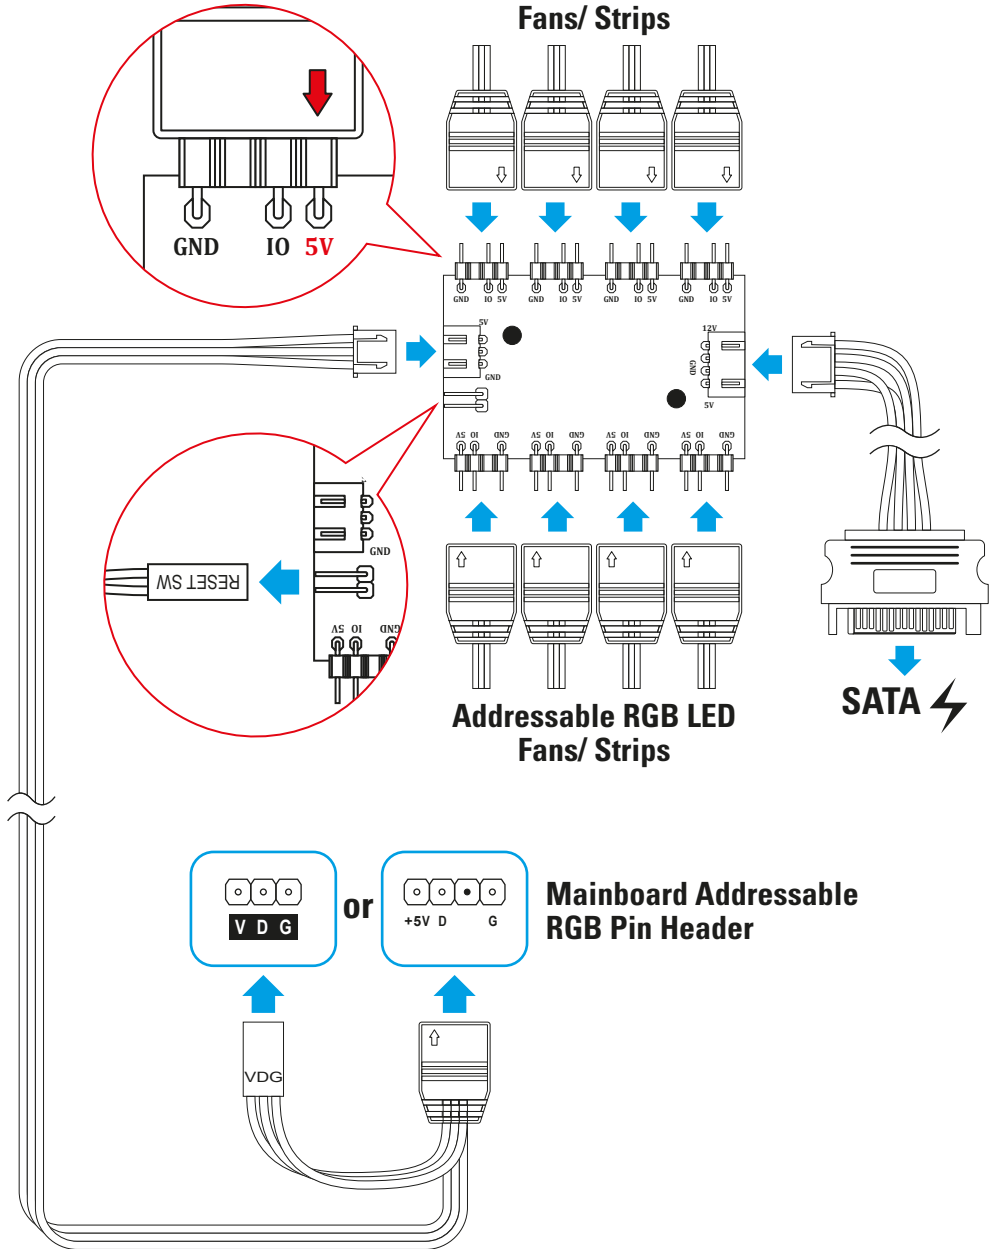 Fans/ Strips
GND IO 5V
GND IO 5V GND IO 5V GND IO 5V GND IO 5V
5V
GND
12V
GND
5V
5V IO GND 5V IO GND 5V IO GND 5V IO GND
GND
RESET SW
5V IO GND
SATA
Addressable RGB LED
Fans/ Strips
V D G
or
+5V D G
Mainboard Addressable
RGB Pin Header
VDG